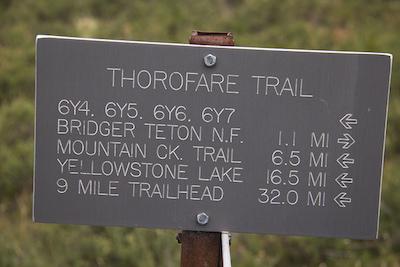 THOROFARE TRAIL
6Y4, 6Y5, 6Y6, 6Y7 ←
BRIDGER TETON N.F. 1.1 MI ←
MOUNTAIN CK. TRAIL 6.5 MI ←
YELLOWSTONE LAKE 16.5 MI ←
9 MILE TRAILHEAD 32.0 MI ←